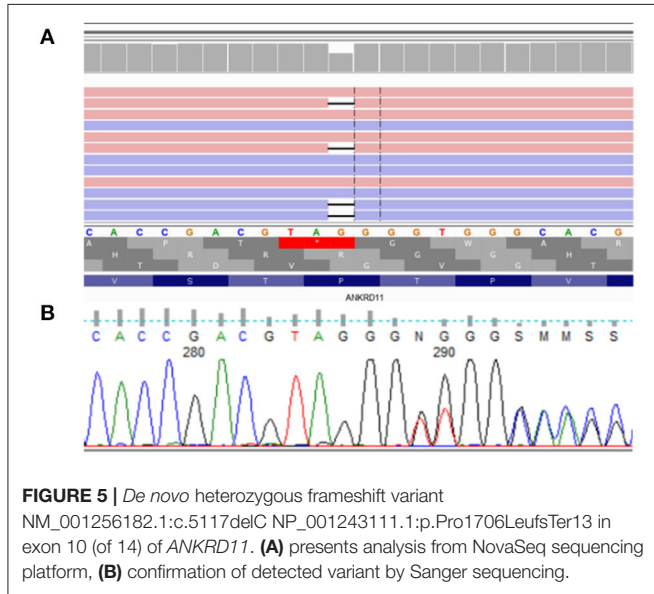 A
C A C C G A C G T A G G G G T G G G C A C G
A P T * G W A R
H R R R G V G H
T D V G V G T
V S T P T P V
ANKRD11
B
C A C C G A C G T A G G G N G G G S M M S S
280 290
FIGURE 5 | De novo heterozygous frameshift variant
NM_001256182.1:c.5117delC NP_001243111.1:p.Pro1706LeufsTer13 in
exon 10 (of 14) of ANKRD11. (A) presents analysis from NovaSeq sequencing
platform, (B) confirmation of detected variant by Sanger sequencing.